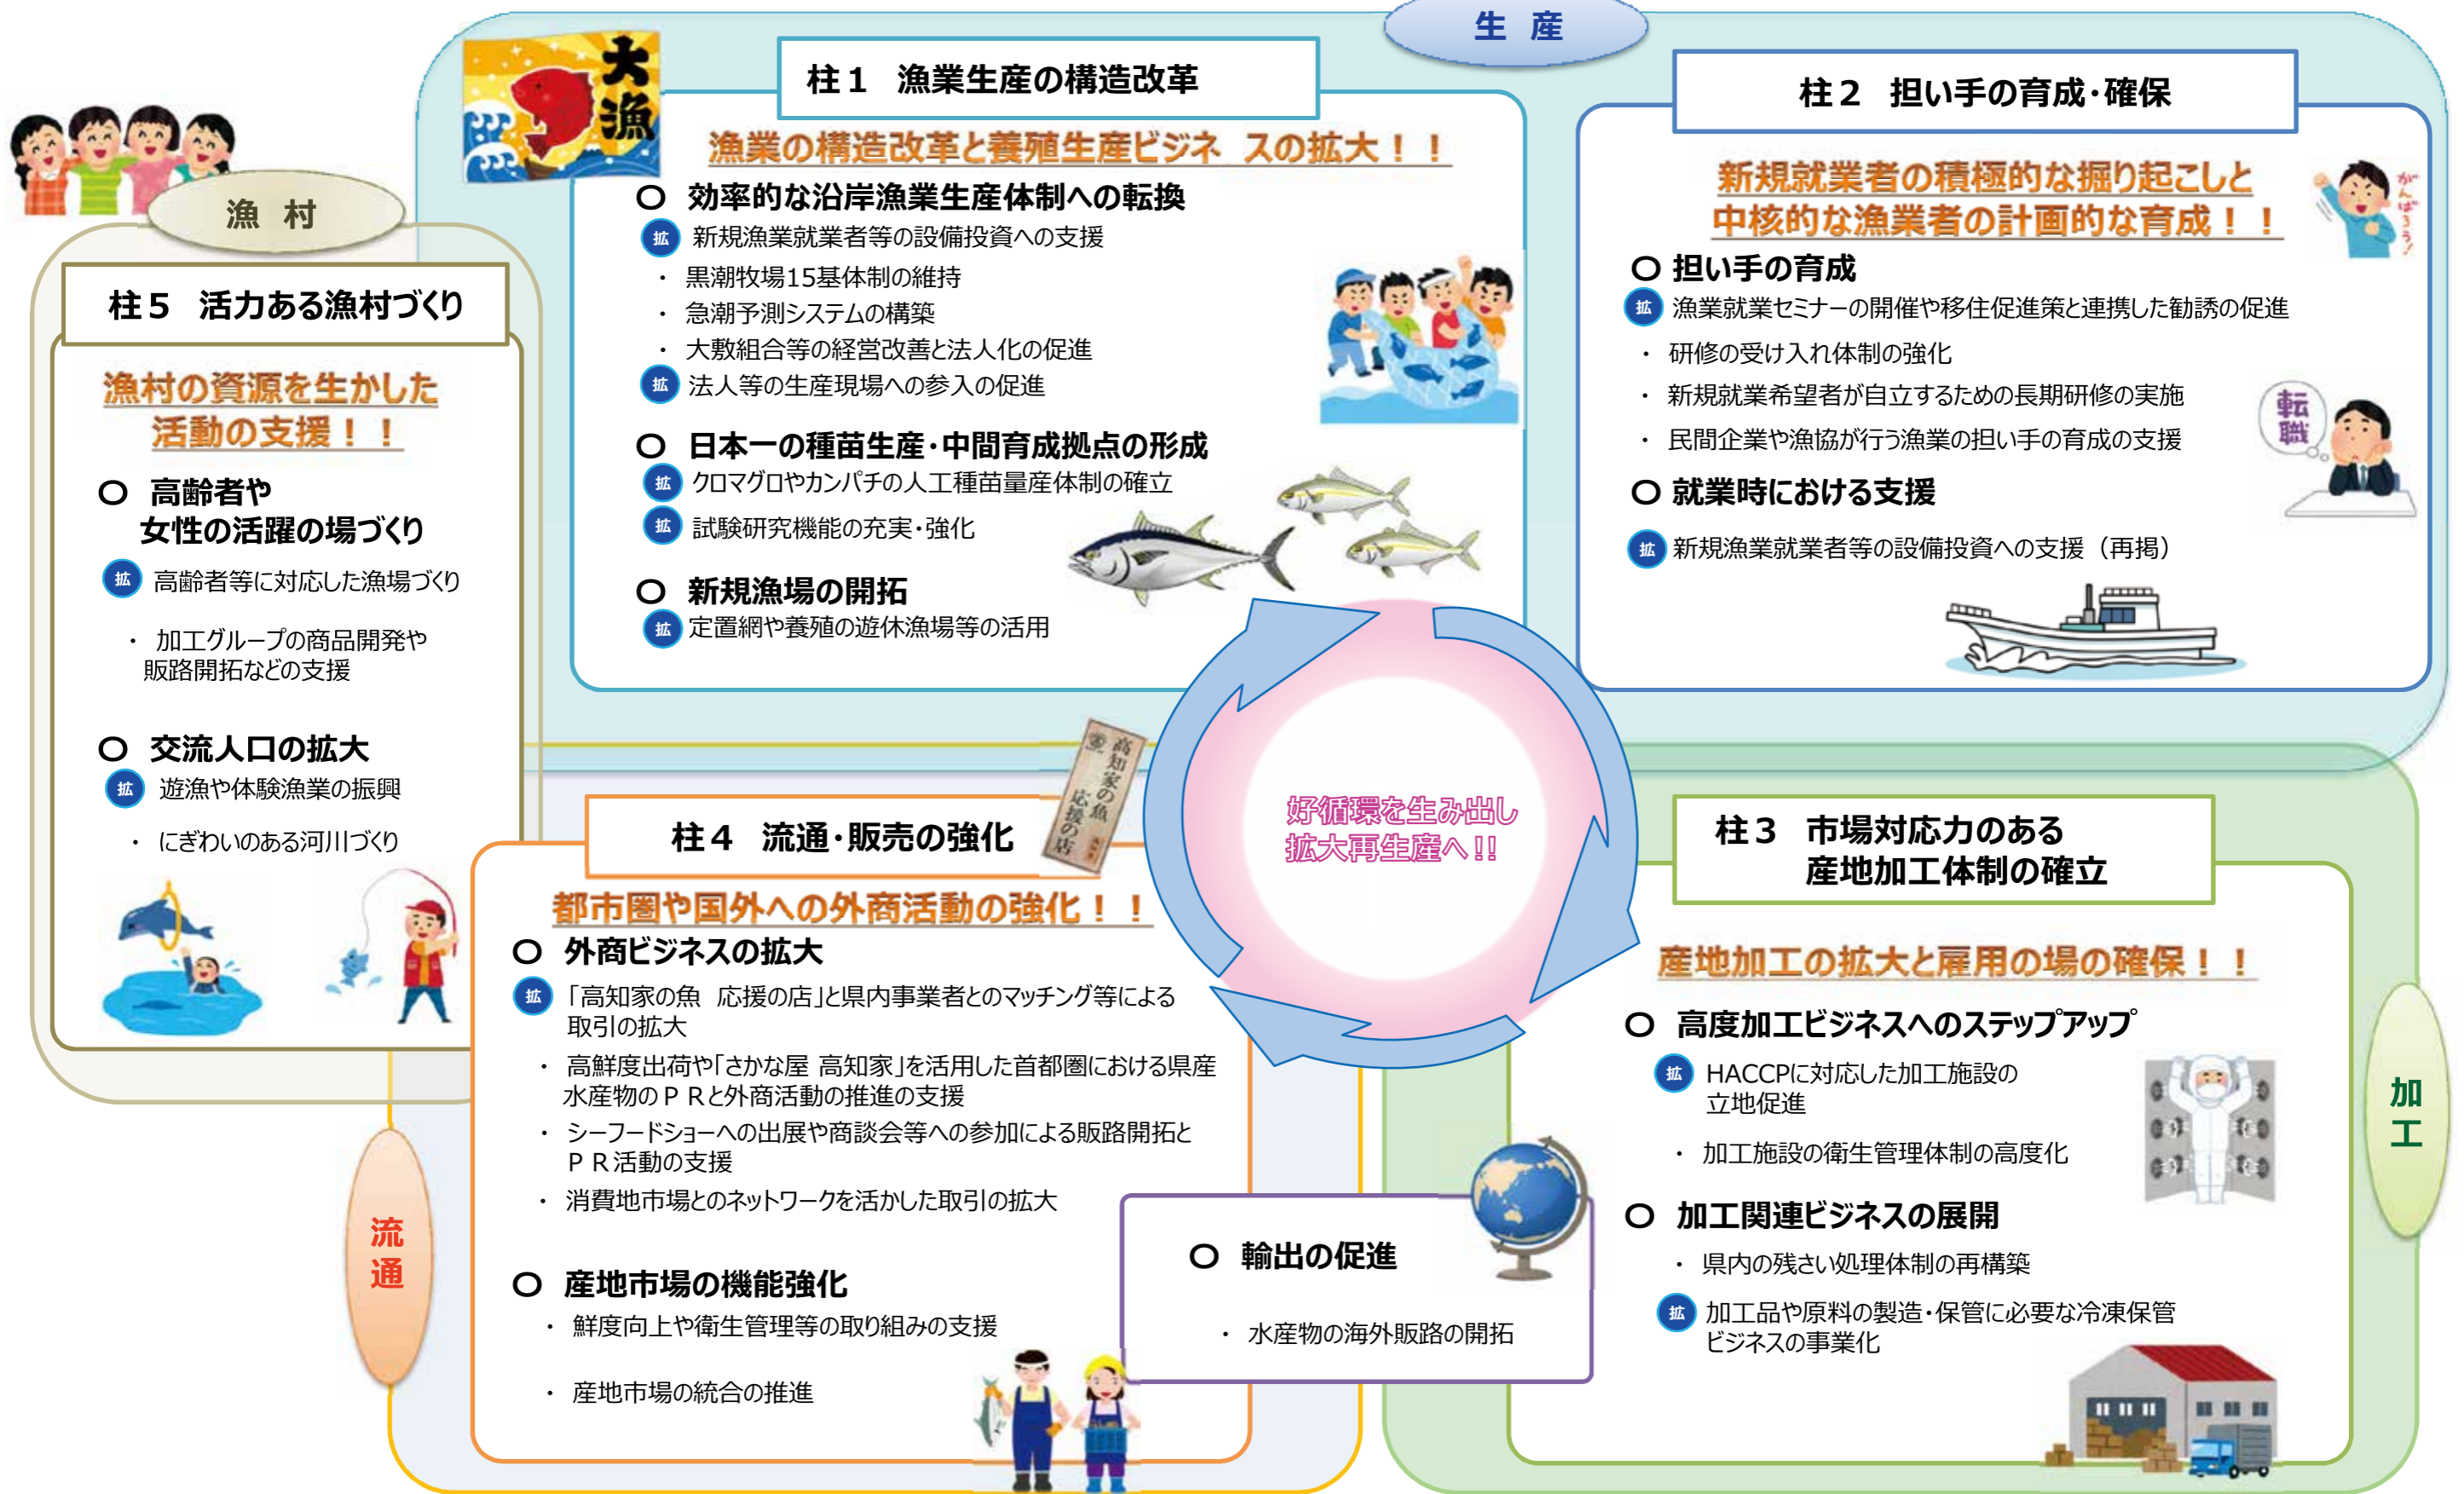 生 産
大漁
柱１ 漁業生産の構造改革
漁業の構造改革と養殖生産ビジネ スの拡大！！
○ 効率的な沿岸漁業生産体制への転換
拡 新規漁業就業者等の設備投資への支援
・ 黒潮牧場15基体制の維持
・ 急潮予測システムの構築
・ 大敷組合等の経営改善と法人化の促進
拡 法人等の生産現場への参入の促進
○ 日本一の種苗生産・中間育成拠点の形成
拡 クロマグロやカンパチの人工種苗量産体制の確立
拡 試験研究機能の充実・強化
○ 新規漁場の開拓
拡 定置網や養殖の遊休漁場等の活用
柱２ 担い手の育成・確保
新規就業者の積極的な掘り起こしと
中核的な漁業者の計画的な育成！！
がんばろう！
○ 担い手の育成
拡 漁業就業セミナーの開催や移住促進策と連携した勧誘の促進
・ 研修の受け入れ体制の強化
・ 新規就業希望者が自立するための長期研修の実施
・ 民間企業や漁協が行う漁業の担い手の育成の支援
転職
○ 就業時における支援
拡 新規漁業就業者等の設備投資への支援（再掲）
漁 村
柱５ 活力ある漁村づくり
漁村の資源を生かした
活動の支援！！
○ 高齢者や
女性の活躍の場づくり
拡 高齢者等に対応した漁場づくり
・ 加工グループの商品開発や
販路開拓などの支援
○ 交流人口の拡大
拡 遊漁や体験漁業の振興
・ にぎわいのある河川づくり
好循環を生み出し
拡大再生産へ!!
流通
柱４ 流通・販売の強化
高知家の魚
応援の店
都市圏や国外への外商活動の強化！！
○ 外商ビジネスの拡大
拡 「高知家の魚 応援の店」と県内事業者とのマッチング等による
取引の拡大
・ 高鮮度出荷や「さかな屋 高知家」を活用した首都圏における県産
水産物のＰＲと外商活動の推進の支援
・ シーフードショーへの出展や商談会等への参加による販路開拓と
ＰＲ活動の支援
・ 消費地市場とのネットワークを活かした取引の拡大
○ 産地市場の機能強化
・ 鮮度向上や衛生管理等の取り組みの支援
・ 産地市場の統合の推進
○ 輸出の促進
・ 水産物の海外販路の開拓
加工
柱３ 市場対応力のある
産地加工体制の確立
産地加工の拡大と雇用の場の確保！！
○ 高度加工ビジネスへのステップアップ
拡 HACCPに対応した加工施設の
立地促進
・ 加工施設の衛生管理体制の高度化
○ 加工関連ビジネスの展開
・ 県内の残さい処理体制の再構築
拡 加工品や原料の製造・保管に必要な冷凍保管
ビジネスの事業化